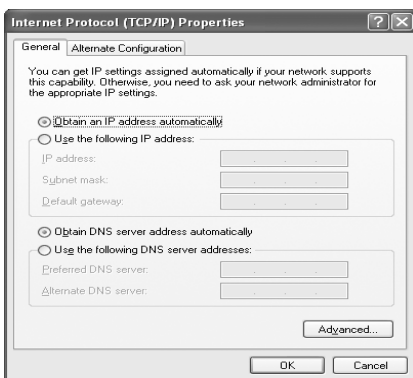 Internet Protocol (TCP/IP) Properties
General Alternate Configuration
You can get IP settings assigned automatically if your network supports
this capability. Otherwise, you need to ask your network administrator for
the appropriate IP settings.
Obtain an IP address automatically
Use the following IP address:
IP address:
Subnet mask:
Default gateway:
Obtain DNS server address automatically
Use the following DNS server addresses:
Preferred DNS server:
Alternate DNS server:
Advanced...
OK Cancel